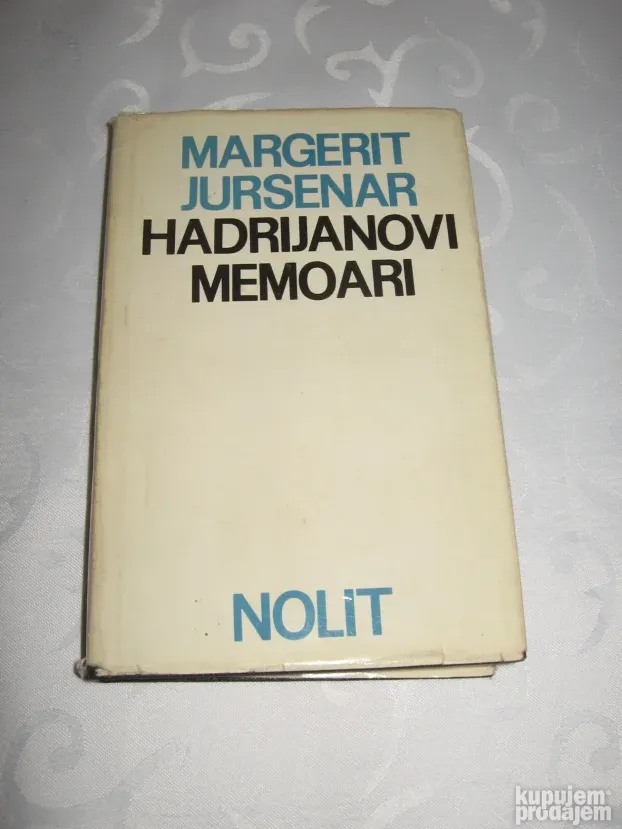 MARGERIT
JURSENAR
HADRIJANOVI
MEMOARI
NOLIT
kupujem
prodajem